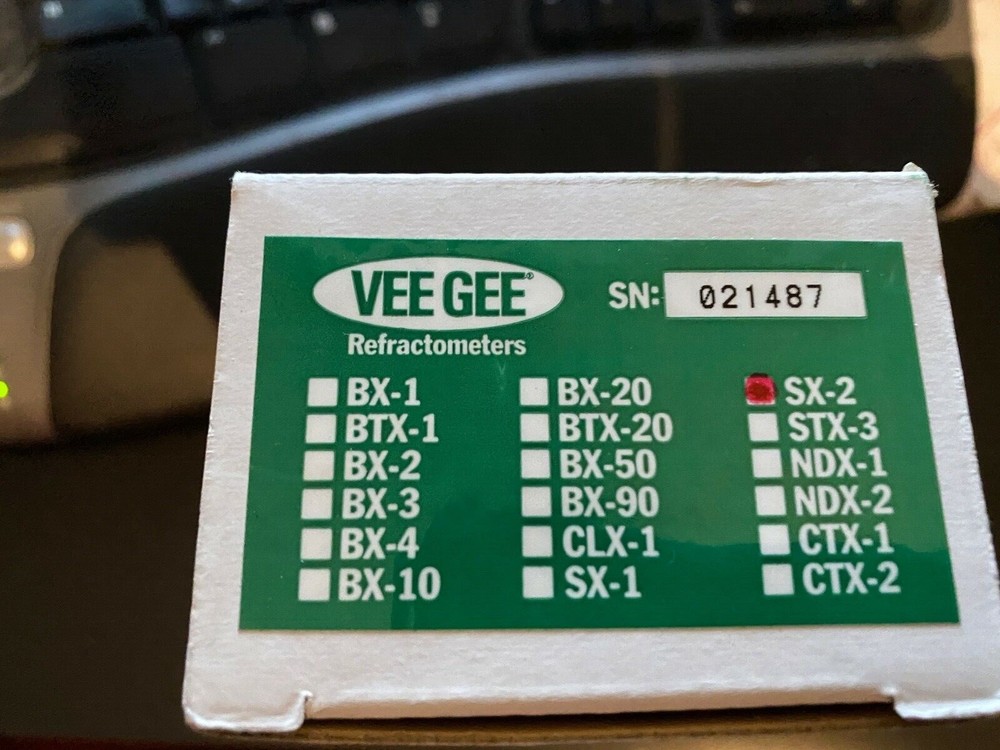 VEE GEE®
SN: 021487
Refractometers
BX-1
BTX-1
BX-2
BX-3
BX-4
BX-10
BX-20
BTX-20
BX-50
BX-90
CLX-1
SX-1
SX-2
STX-3
NDX-1
NDX-2
CTX-1
CTX-2